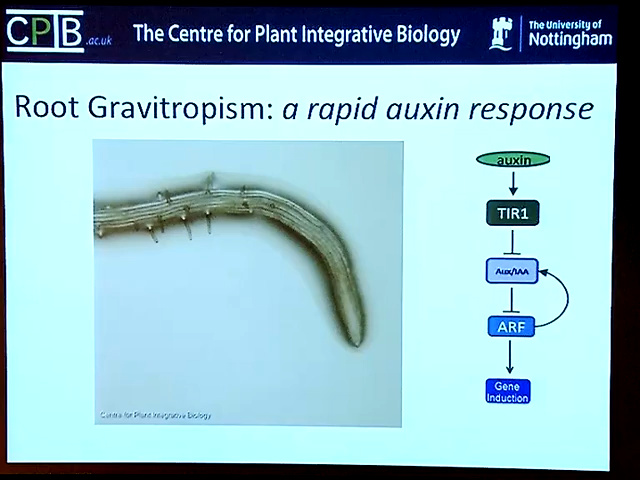 CPIB
.ac.uk
The Centre for Plant Integrative Biology
The University of
Nottingham
Root Gravitropism: a rapid auxin response
auxin
TIR1
Aux/IAA
ARF
Gene
Induction
Centre for Plant Integrative Biology